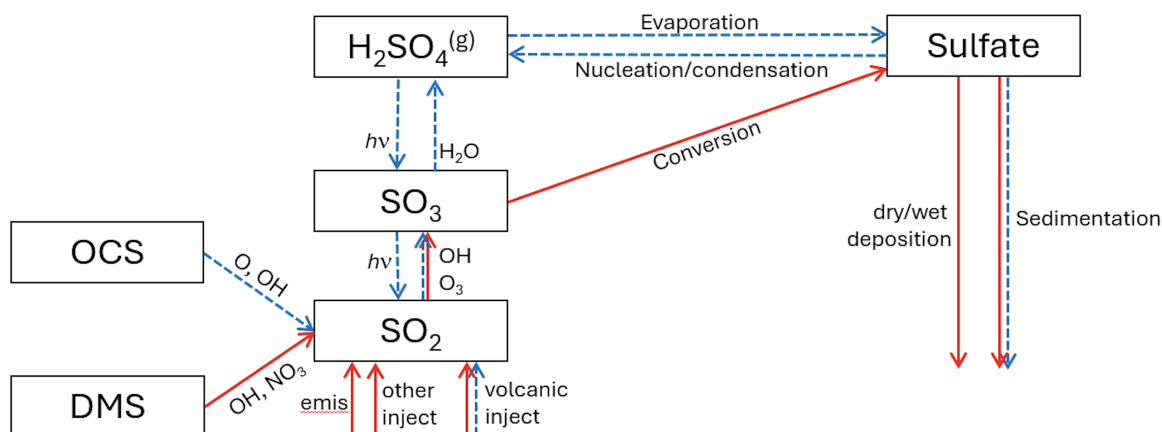 Evaporation
H₂SO₄⁽ᵍ⁾
Sulfate
Nucleation/condensation
hν
H₂O
Conversion
SO₃
dry/wet
deposition
Sedimentation
OCS
O, OH
hν
OH
O₃
SO₂
OH, NO₃
DMS
emis
other
inject
volcanic
inject